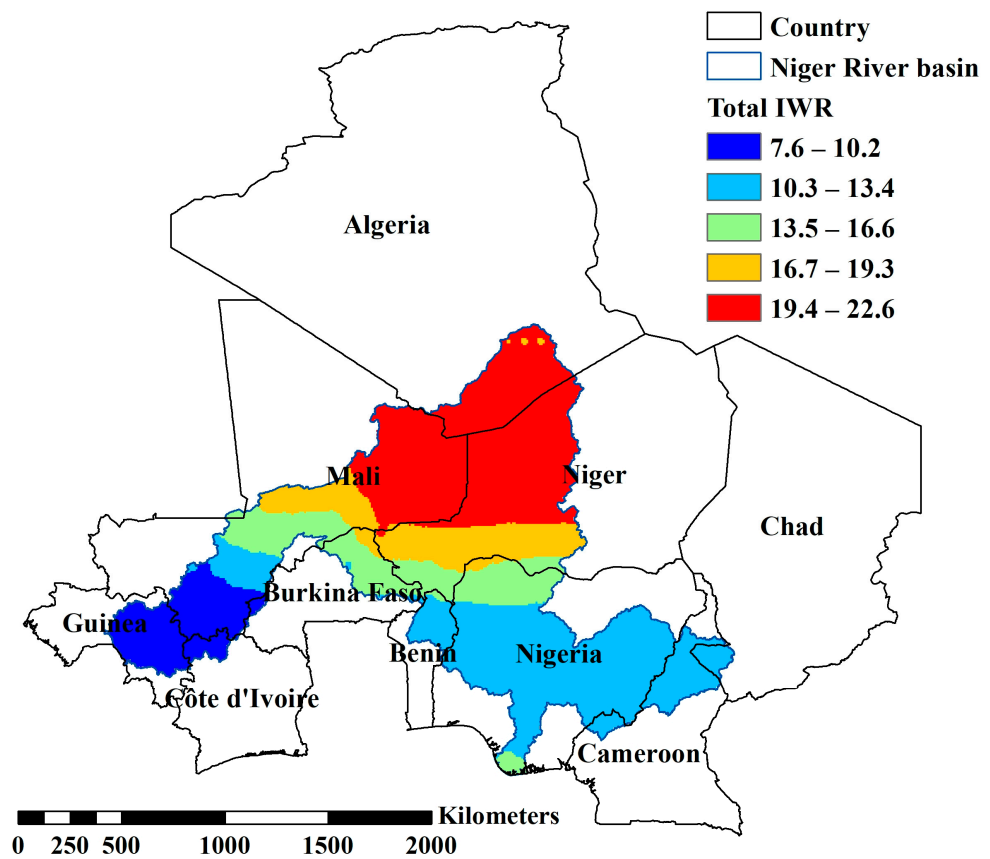 Country
Niger River basin
Total IWR
7.6 – 10.2
10.3 – 13.4
13.5 – 16.6
16.7 – 19.3
19.4 – 22.6
Algeria
Mali
Niger
Chad
Burkina Faso
Guinea
Benin
Nigeria
Côte d'Ivoire
Cameroon
Kilometers
0 250 500 1000 1500 2000